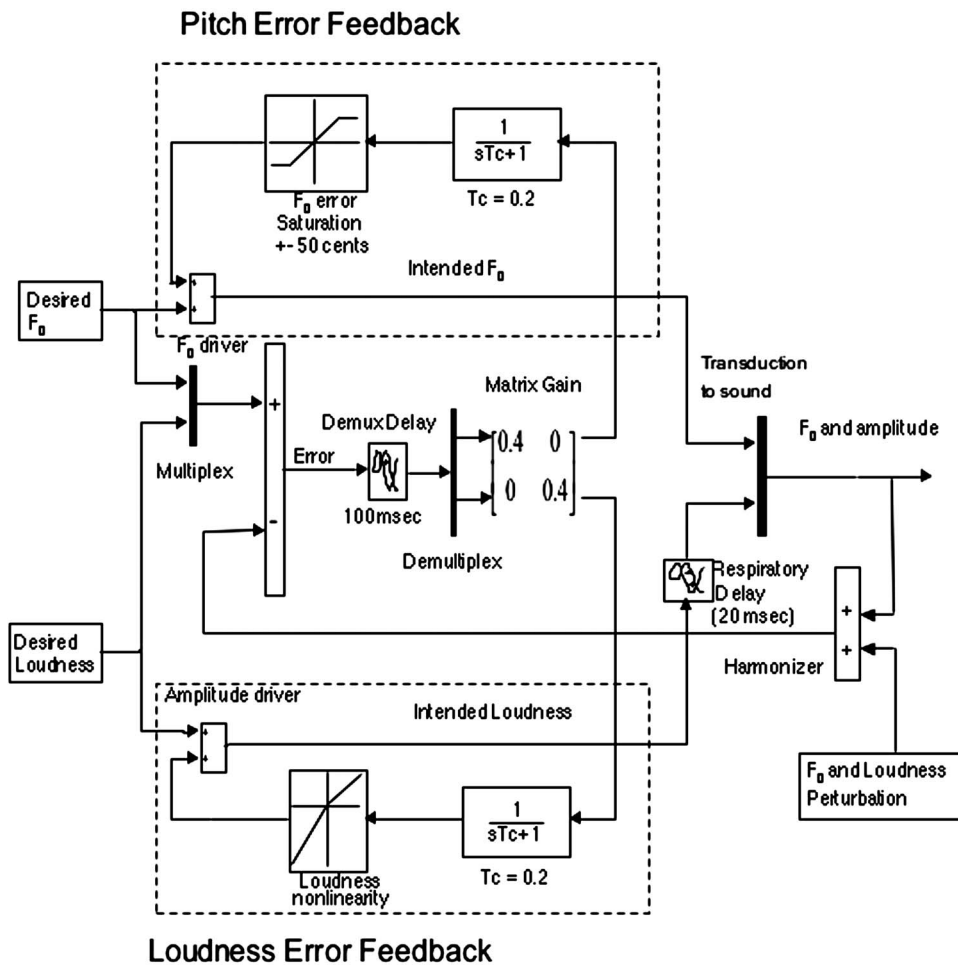 Pitch Error Feedback
1
sTc+1
Tc = 0.2
F0 error
Saturation
+- 50 cents
Intended F0
Desired
F0
F0 driver
Multiplex
+
-
Error
Demux Delay
100msec
Demultiplex
Matrix Gain
0.4 0
0 0.4
Transduction
to sound
F0 and amplitude
Respiratory
Delay
(20 msec)
+
+
Harmonizer
F0 and Loudness
Perturbation
Desired
Loudness
Amplitude driver
+
+
Intended Loudness
Loudness
nonlinearity
1
sTc+1
Tc = 0.2
Loudness Error Feedback